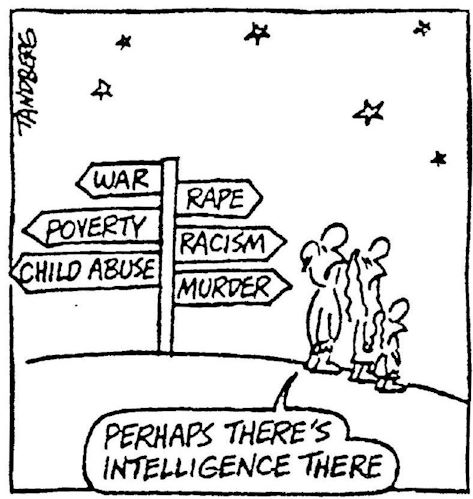 TANDBERG
WAR
RAPE
POVERTY
RACISM
CHILD ABUSE
MURDER
PERHAPS THERE'S
INTELLIGENCE THERE